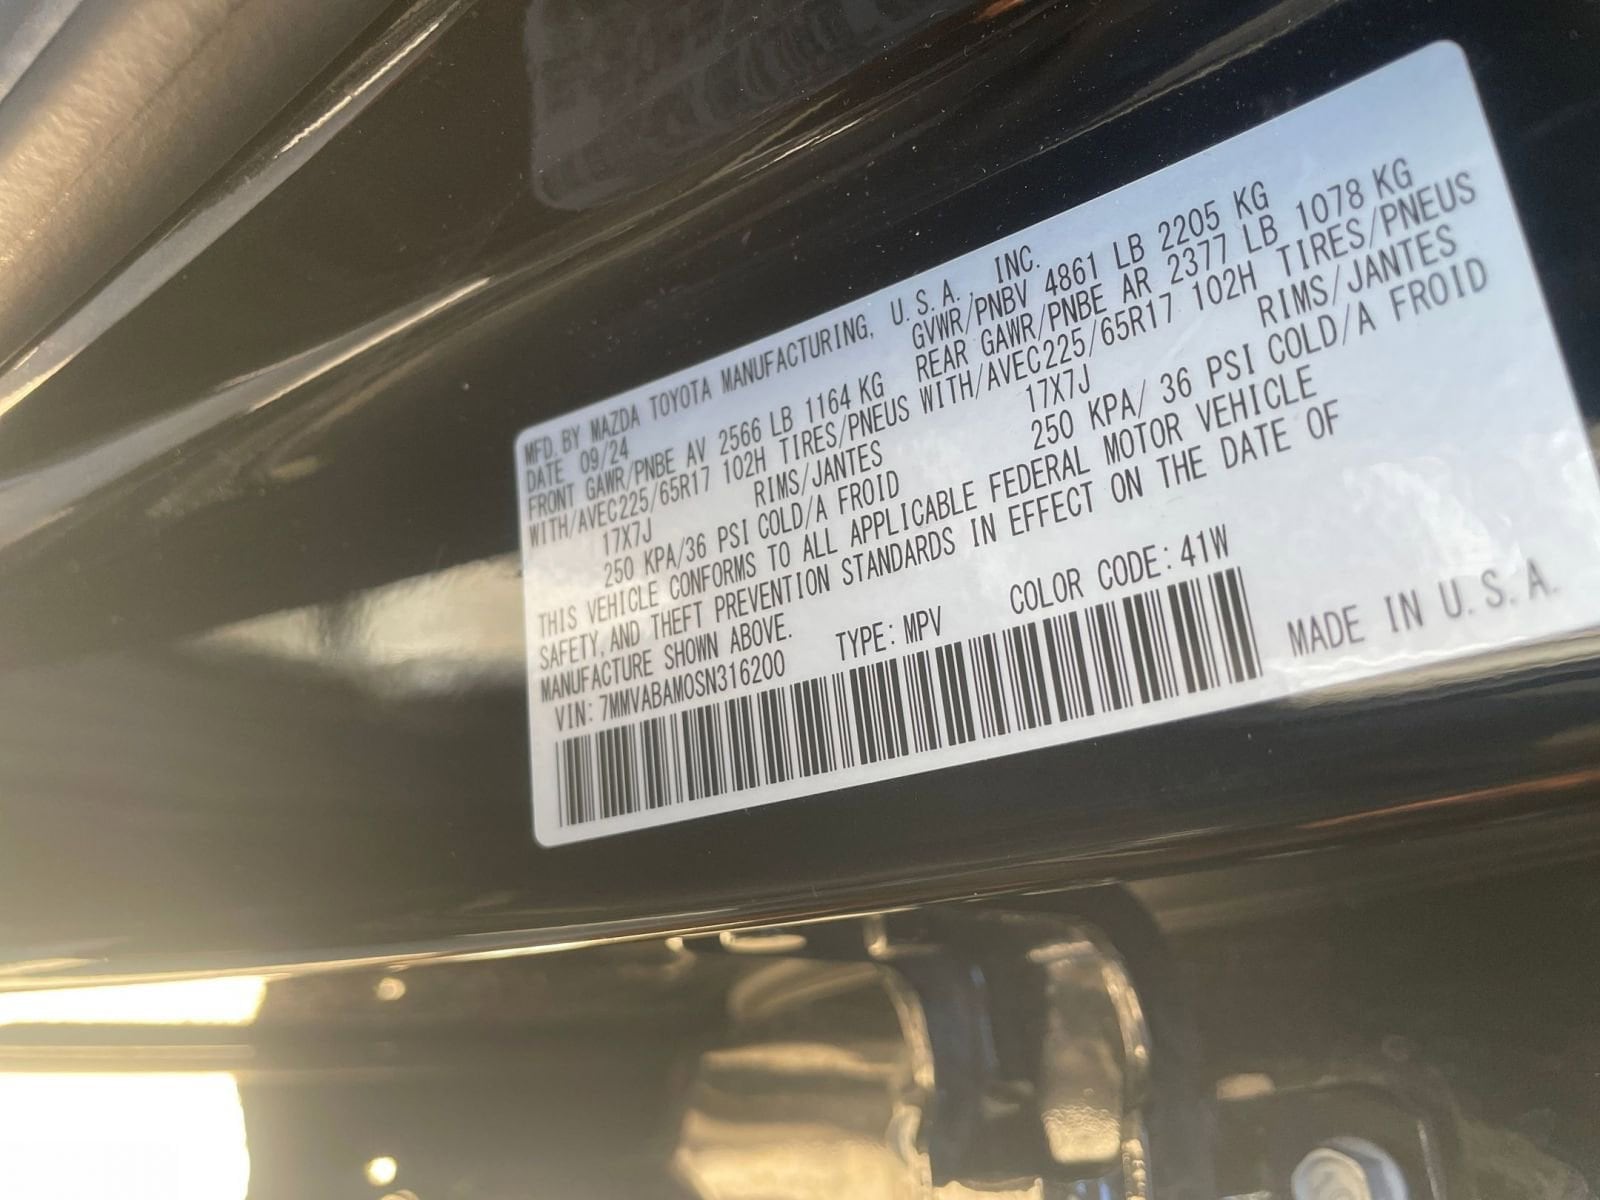 MFD. BY MAZDA TOYOTA MANUFACTURING, U.S.A., INC.
DATE 09/24 GVWR/PNBV 4861 LB 2205 KG
FRONT GAWR/PNBE AV 2566 LB 1164 KG REAR GAWR/PNBE AR 2377 LB 1078 KG
WITH/AVEC225/65R17 102H TIRES/PNEUS WITH/AVEC225/65R17 102H TIRES/PNEUS
17X7J RIMS/JANTES 17X7J RIMS/JANTES
250 KPA/36 PSI COLD/A FROID 250 KPA/ 36 PSI COLD/A FROID
THIS VEHICLE CONFORMS TO ALL APPLICABLE FEDERAL MOTOR VEHICLE
SAFETY, AND THEFT PREVENTION STANDARDS IN EFFECT ON THE DATE OF
MANUFACTURE SHOWN ABOVE.
VIN: 7MMVABAM0SN316200 TYPE: MPV COLOR CODE: 41W
MADE IN U.S.A.